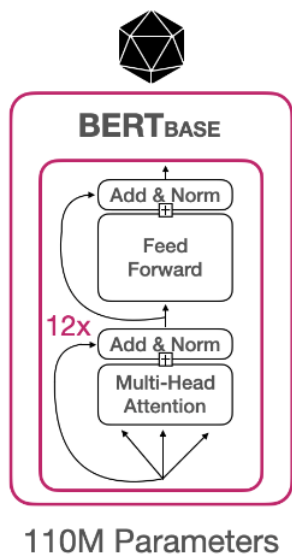 BERTBASE
Add & Norm
Feed
Forward
12x
Add & Norm
Multi-Head
Attention
110M Parameters